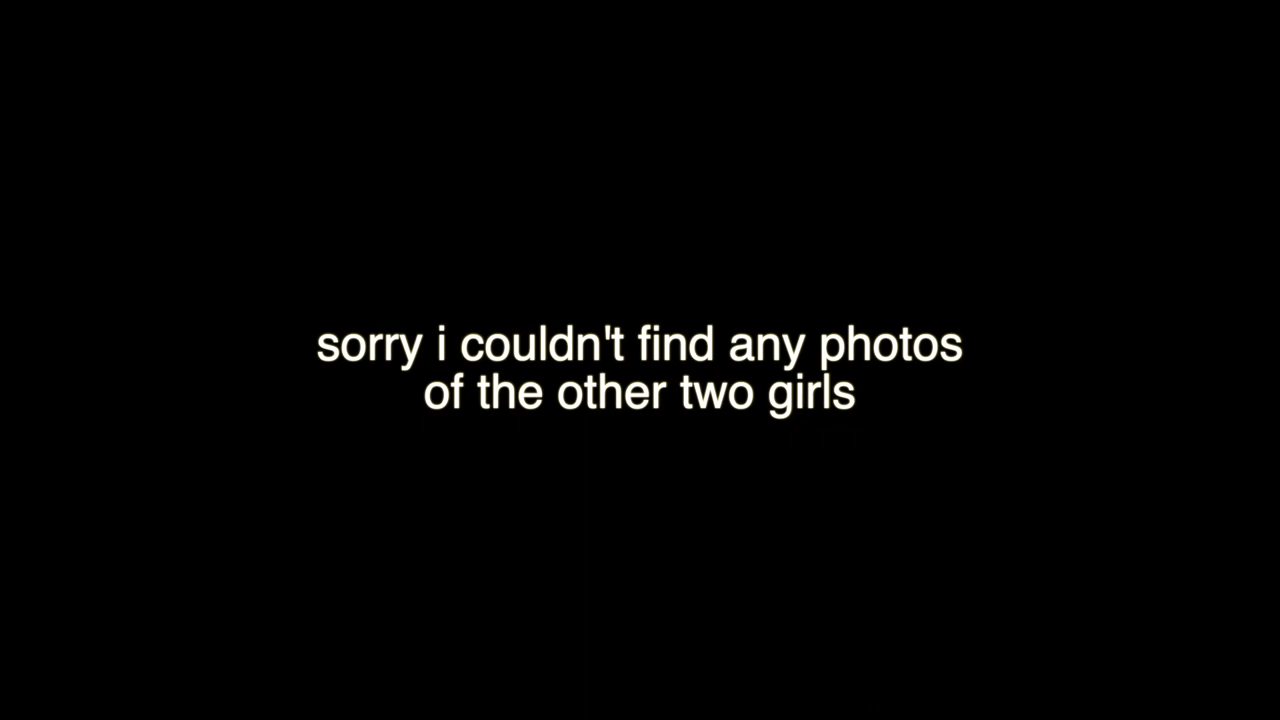 sorry i couldn't find any photos
of the other two girls